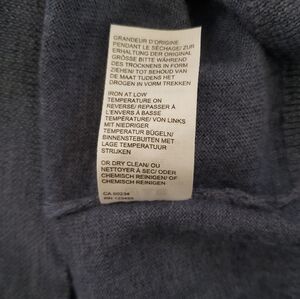 GRANDEUR D'ORIGINE
PENDANT LE SÉCHAGE/ ZUR
ERHALTUNG DER ORIGINAL
GRÖSSE BITTE WÄHREND
DES TROCKNENS IN FORM
ZIEHEN/ TOT BEHOUD VAN
DE MAAT TIJDENS HET
DROGEN IN VORM TREKKEN
IRON AT LOW
TEMPERATURE ON
REVERSE/ REPASSER À
L'ENVERS À BASSE
TEMPÉRATURE/ VON LINKS
MIT NIEDRIGER
TEMPERATUR BÜGELN/
BINNENSTEBUITEN MET
LAGE TEMPERATUUR
STRIJKEN
OR DRY CLEAN/ OU
NETTOYER À SEC/ ODER
CHEMISCH REINIGEN/ OF
CHEMISCH REINIGEN
CA
RN